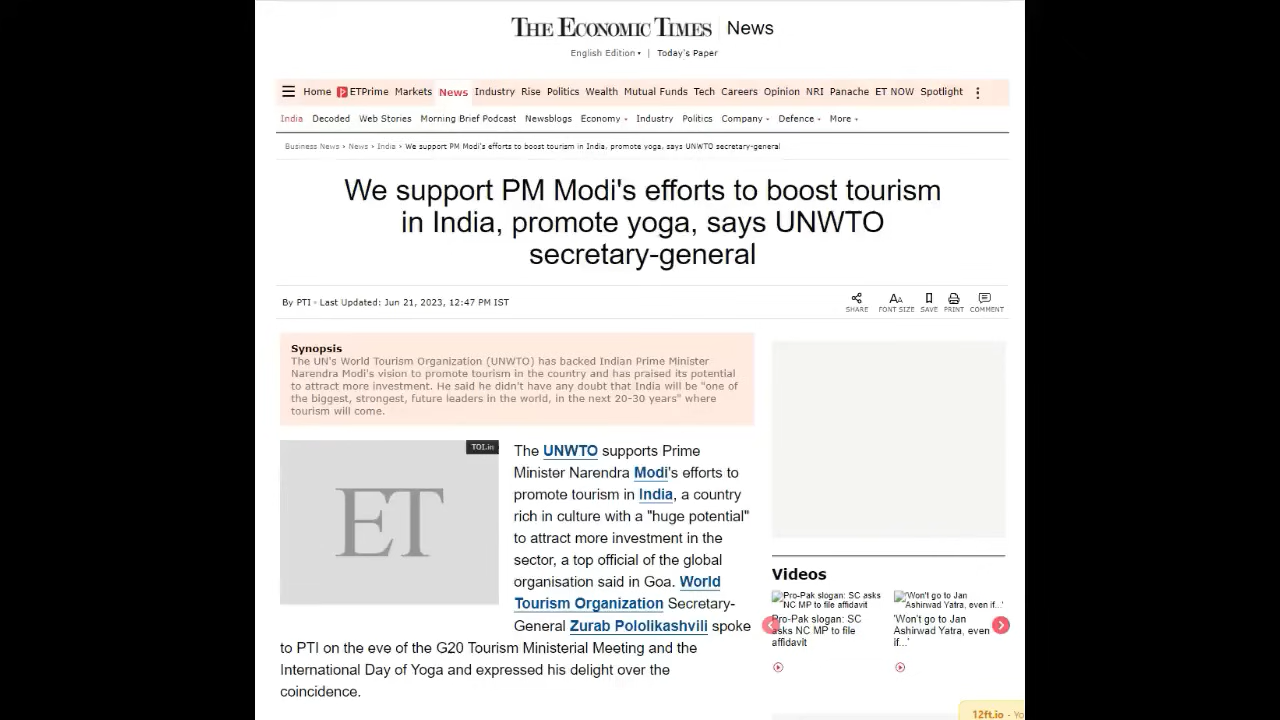 THE ECONOMIC TIMES News
English Edition | Today's Paper
Home ETPrime Markets News Industry Rise Politics Wealth Mutual Funds Tech Careers Opinion NRI Panache ET NOW Spotlight
India Decoded Web Stories Morning Brief Podcast Newsblogs Economy Industry Politics Company Defence More
Business News › News › India › We support PM Modi's efforts to boost tourism in India, promote yoga, says UNWTO secretary-general
We support PM Modi's efforts to boost tourism
in India, promote yoga, says UNWTO
secretary-general
By PTI • Last Updated: Jun 21, 2023, 12:47 PM IST
SHARE FONT SIZE SAVE PRINT COMMENT
Synopsis
The UN's World Tourism Organization (UNWTO) has backed Indian Prime Minister
Narendra Modi's vision to promote tourism in the country and has praised its potential
to attract more investment. He said he didn't have any doubt that India will be "one of
the biggest, strongest, future leaders in the world, in the next 20-30 years" where
tourism will come.
TOI.in
ET
The UNWTO supports Prime
Minister Narendra Modi's efforts to
promote tourism in India, a country
rich in culture with a "huge potential"
to attract more investment in the
sector, a top official of the global
organisation said in Goa. World
Tourism Organization Secretary-
General Zurab Pololikashvili spoke
to PTI on the eve of the G20 Tourism Ministerial Meeting and the
International Day of Yoga and expressed his delight over the
coincidence.
Videos
Pro-Pak slogan: SC asks
NC MP to file affidavit
Pro-Pak slogan: SC
asks NC MP to file
affidavit
'Won't go to Jan
Ashirwad Yatra, even if...'
'Won't go to Jan
Ashirwad Yatra, even
if...'
12ft.io - Yo